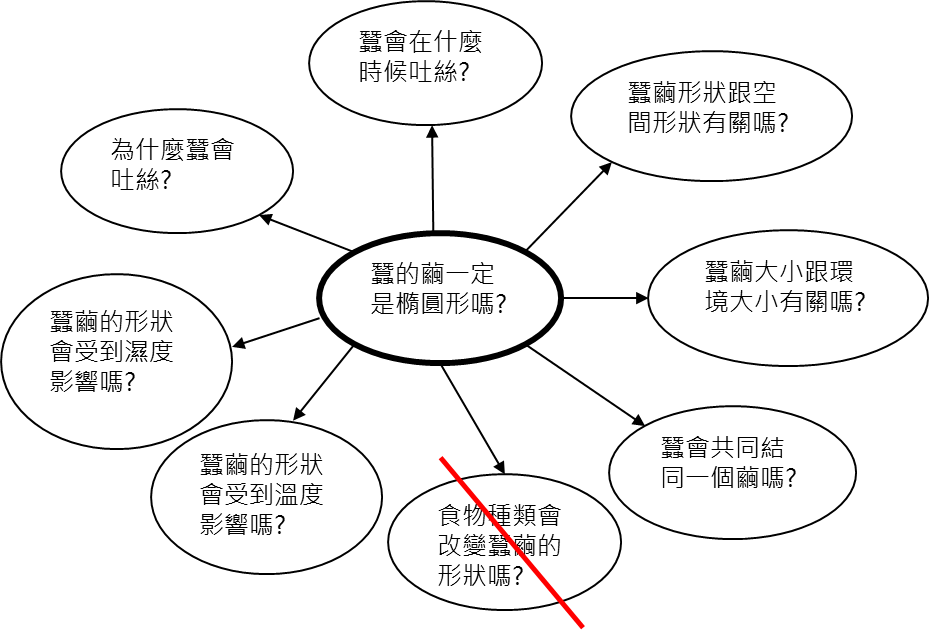 蠶會在什麼
時候吐絲?
蠶繭形狀跟空
間形狀有關嗎?
為什麼蠶會
吐絲?
蠶的繭一定
是橢圓形嗎?
蠶繭大小跟環
境大小有關嗎?
蠶繭的形狀
會受到濕度
影響嗎?
蠶會共同結
同一個繭嗎?
蠶繭的形狀
會受到溫度
影響嗎?
食物種類會
改變蠶繭的
形狀嗎?